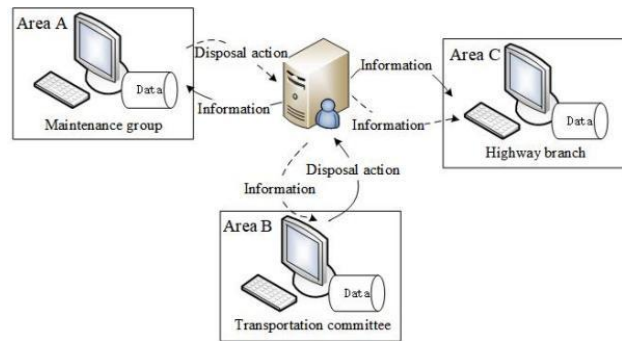 Area A
Data
Maintenance group
Disposal action
Information
Information
Information
Area C
Data
Highway branch
Disposal action
Information
Area B
Data
Transportation committee